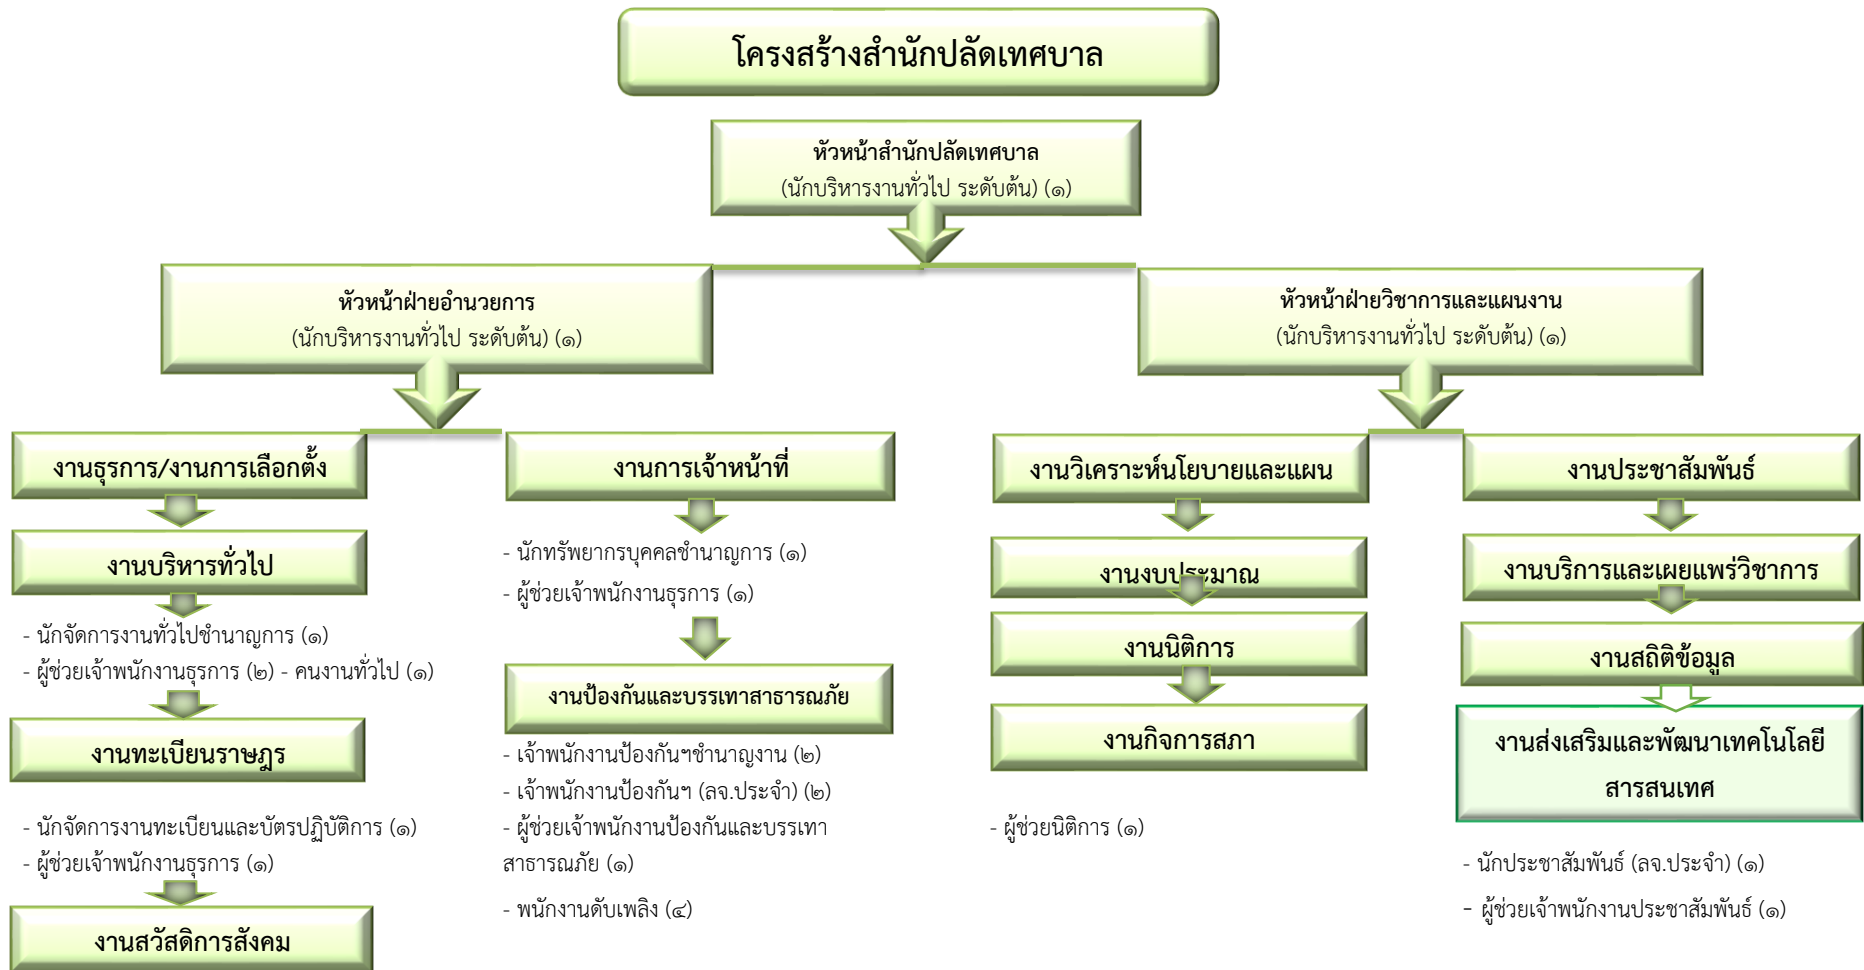 โครงสร้างสำนักปลัดเทศบาล
หัวหน้าสำนักปลัดเทศบาล
(นักบริหารงานทั่วไป ระดับต้น) (๑)
หัวหน้าฝ่ายอำนวยการ
(นักบริหารงานทั่วไป ระดับต้น) (๑)
หัวหน้าฝ่ายวิชาการและแผนงาน
(นักบริหารงานทั่วไป ระดับต้น) (๑)
งานธุรการ/งานการเลือกตั้ง
งานบริหารทั่วไป
- นักจัดการงานทั่วไปชำนาญการ (๑)
- ผู้ช่วยเจ้าพนักงานธุรการ (๒) - คนงานทั่วไป (๑)
งานทะเบียนราษฎร
- นักจัดการงานทะเบียนและบัตรปฏิบัติการ (๑)
- ผู้ช่วยเจ้าพนักงานธุรการ (๑)
งานสวัสดิการสังคม
งานการเจ้าหน้าที่
- นักทรัพยากรบุคคลชำนาญการ (๑)
- ผู้ช่วยเจ้าพนักงานธุรการ (๑)
งานป้องกันและบรรเทาสาธารณภัย
- เจ้าพนักงานป้องกันฯชำนาญงาน (๒)
- เจ้าพนักงานป้องกันฯ (ลจ.ประจำ) (๒)
- ผู้ช่วยเจ้าพนักงานป้องกันและบรรเทา
สาธารณภัย (๑)
- พนักงานดับเพลิง (๔)
งานวิเคราะห์นโยบายและแผน
งานงบประมาณ
งานนิติการ
งานกิจการสภา
- ผู้ช่วยนิติการ (๑)
งานประชาสัมพันธ์
งานบริการและเผยแพร่วิชาการ
งานสถิติข้อมูล
งานส่งเสริมและพัฒนาเทคโนโลยี
สารสนเทศ
- นักประชาสัมพันธ์ (ลจ.ประจำ) (๑)
- ผู้ช่วยเจ้าพนักงานประชาสัมพันธ์ (๑)